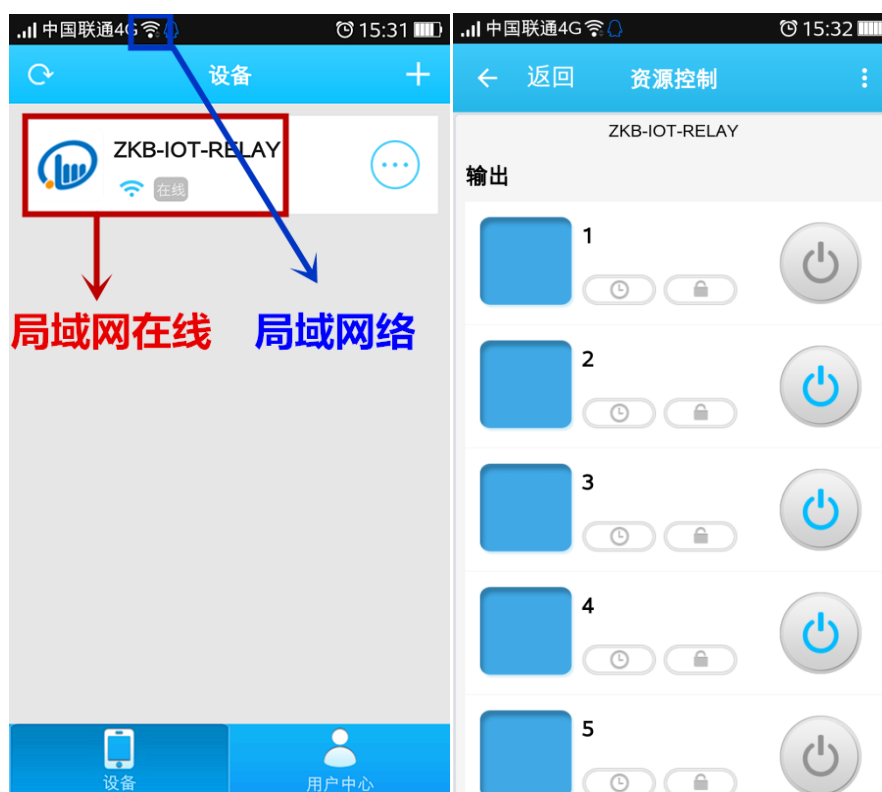 中国联通4G
15:31
设备
ZKB-IOT-RELAY
在线
局域网在线
局域网络
设备
用户中心
中国联通4G
15:32
返回
资源控制
ZKB-IOT-RELAY
输出
1
2
3
4
5